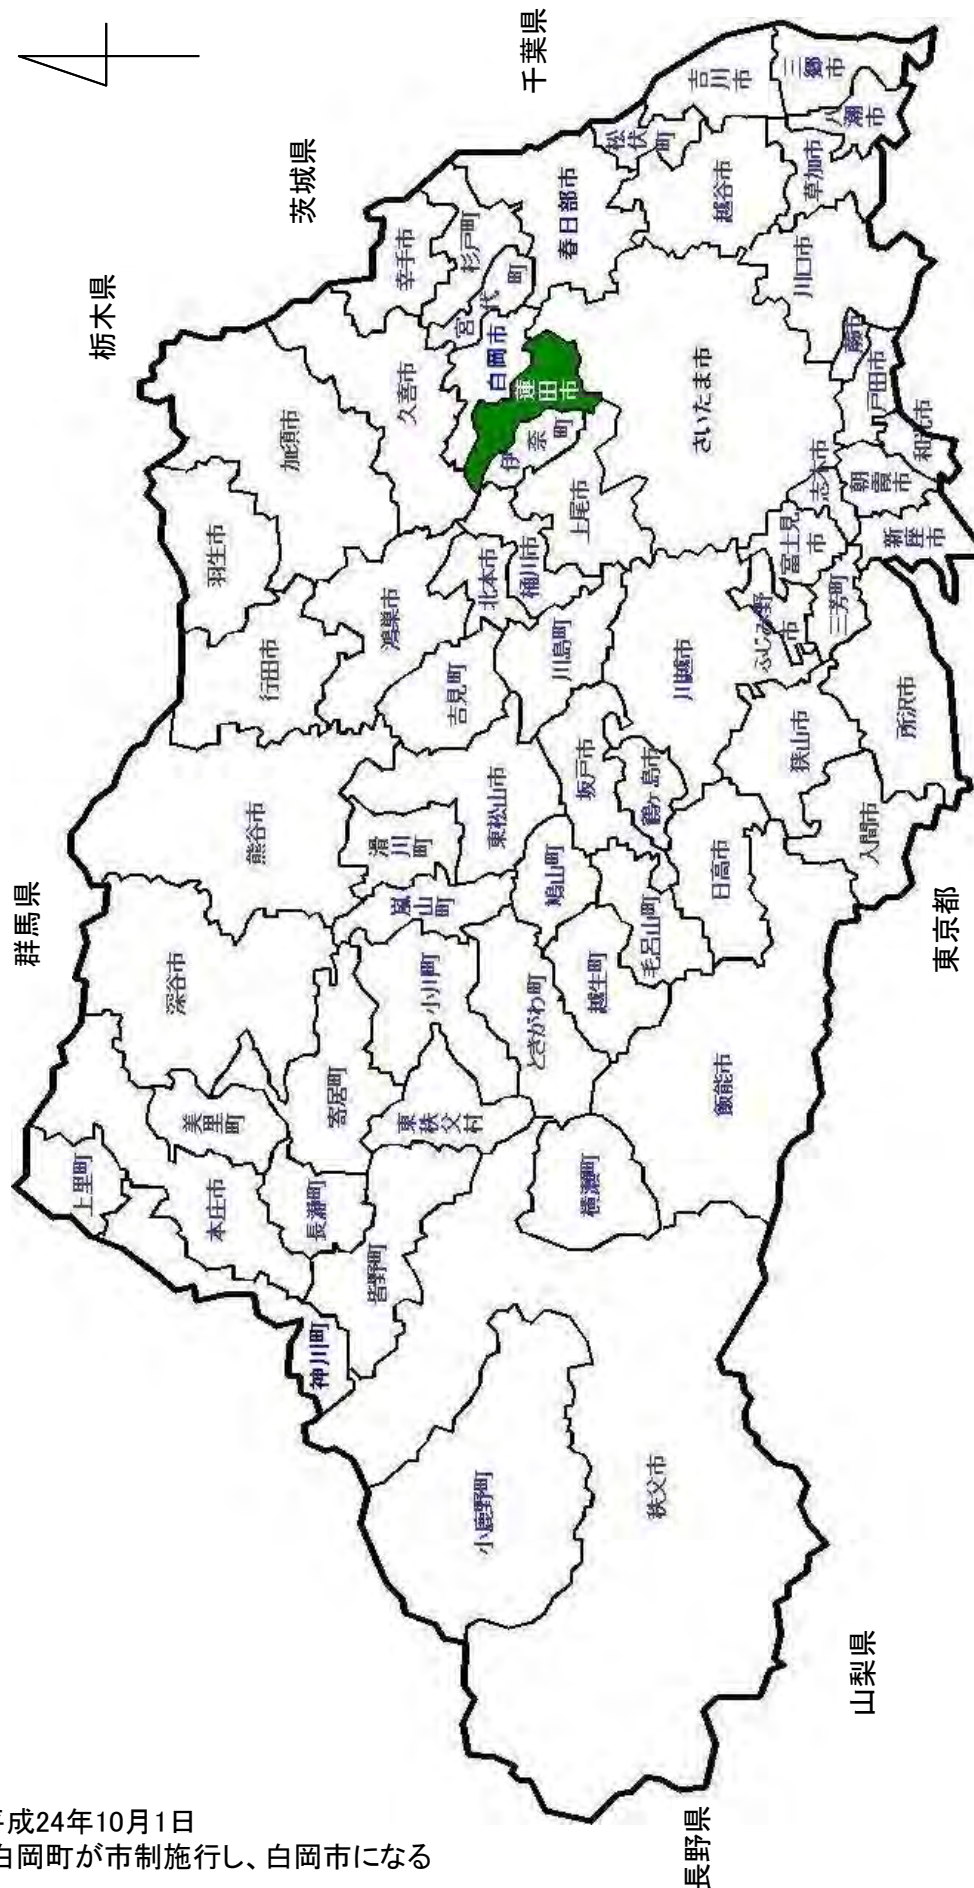 群馬県
栃木県
茨城県
千葉県
東京都
山梨県
長野県
上里町
本庄市
美里町
深谷市
熊谷市
行田市
羽生市
加須市
神川町
皆野町
長瀞町
寄居町
東秩父村
小川町
嵐山町
滑川町
東松山市
吉見町
鴻巣市
北本市
桶川市
久喜市
幸手市
杉戸町
宮代町
白岡市
蓮田市
伊奈町
上尾市
春日部市
松伏町
小鹿野町
秩父市
横瀬町
ときがわ町
越生町
鳩山町
毛呂山町
坂戸市
鶴ヶ島市
川島町
川越市
日高市
飯能市
狭山市
入間市
所沢市
ふじみ野市
三芳町
富士見市
志木市
新座市
朝霞市
和光市
さいたま市
戸田市
蕨市
川口市
越谷市
草加市
八潮市
三郷市
吉川市
平成24年10月1日
白岡町が市制施行し、白岡市になる